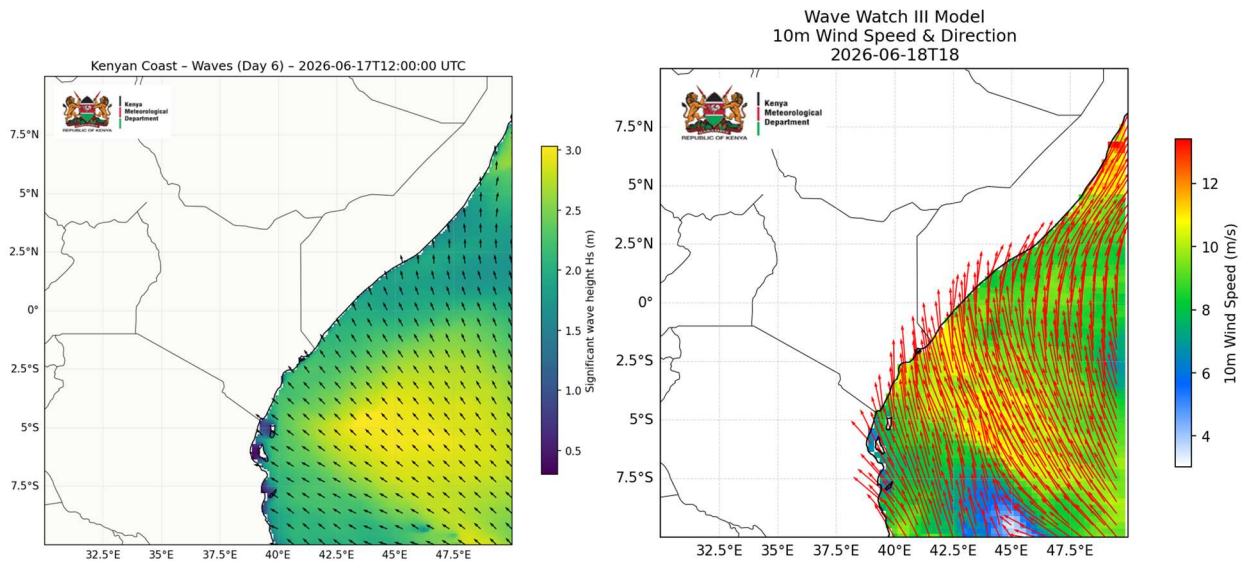 Kenyan Coast – Waves (Day 6) – 2026-06-17T12:00:00 UTC
Kenya
Meteorological
Department
REPUBLIC OF KENYA
7.5°N
5°N
2.5°N
0°
2.5°S
5°S
7.5°S
32.5°E 35°E 37.5°E 40°E 42.5°E 45°E 47.5°E
3.0
2.5
2.0
1.5
1.0
0.5
Significant wave height Hs (m)
Wave Watch III Model
10m Wind Speed & Direction
2026-06-18T18
Kenya
Meteorological
Department
REPUBLIC OF KENYA
7.5°N
5°N
2.5°N
0°
2.5°S
5°S
7.5°S
32.5°E 35°E 37.5°E 40°E 42.5°E 45°E 47.5°E
12
10
8
6
4
10m Wind Speed (m/s)